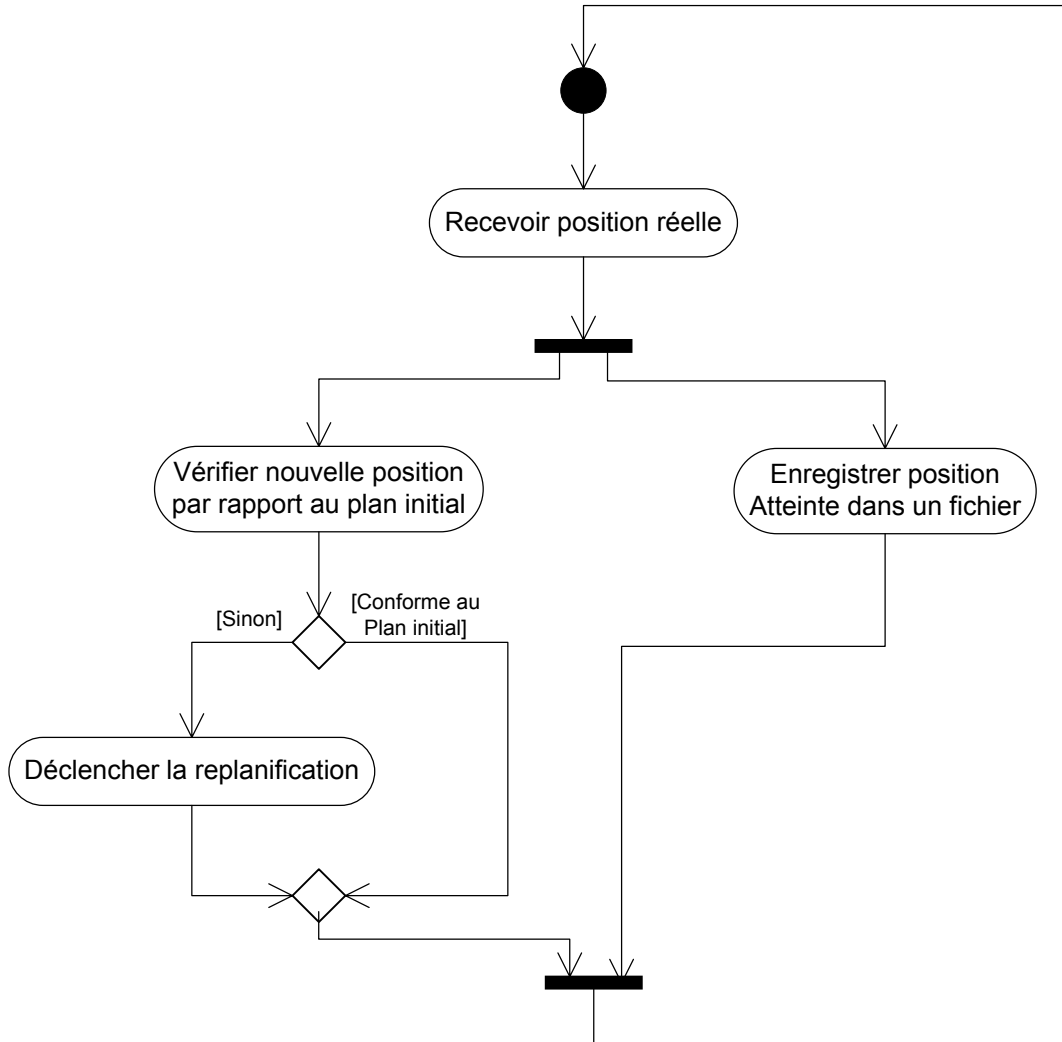 Recevoir position réelle
Vérifier nouvelle position
par rapport au plan initial
Enregistrer position
Atteinte dans un fichier
[Sinon]
[Conforme au
Plan initial]
Déclencher la replanification